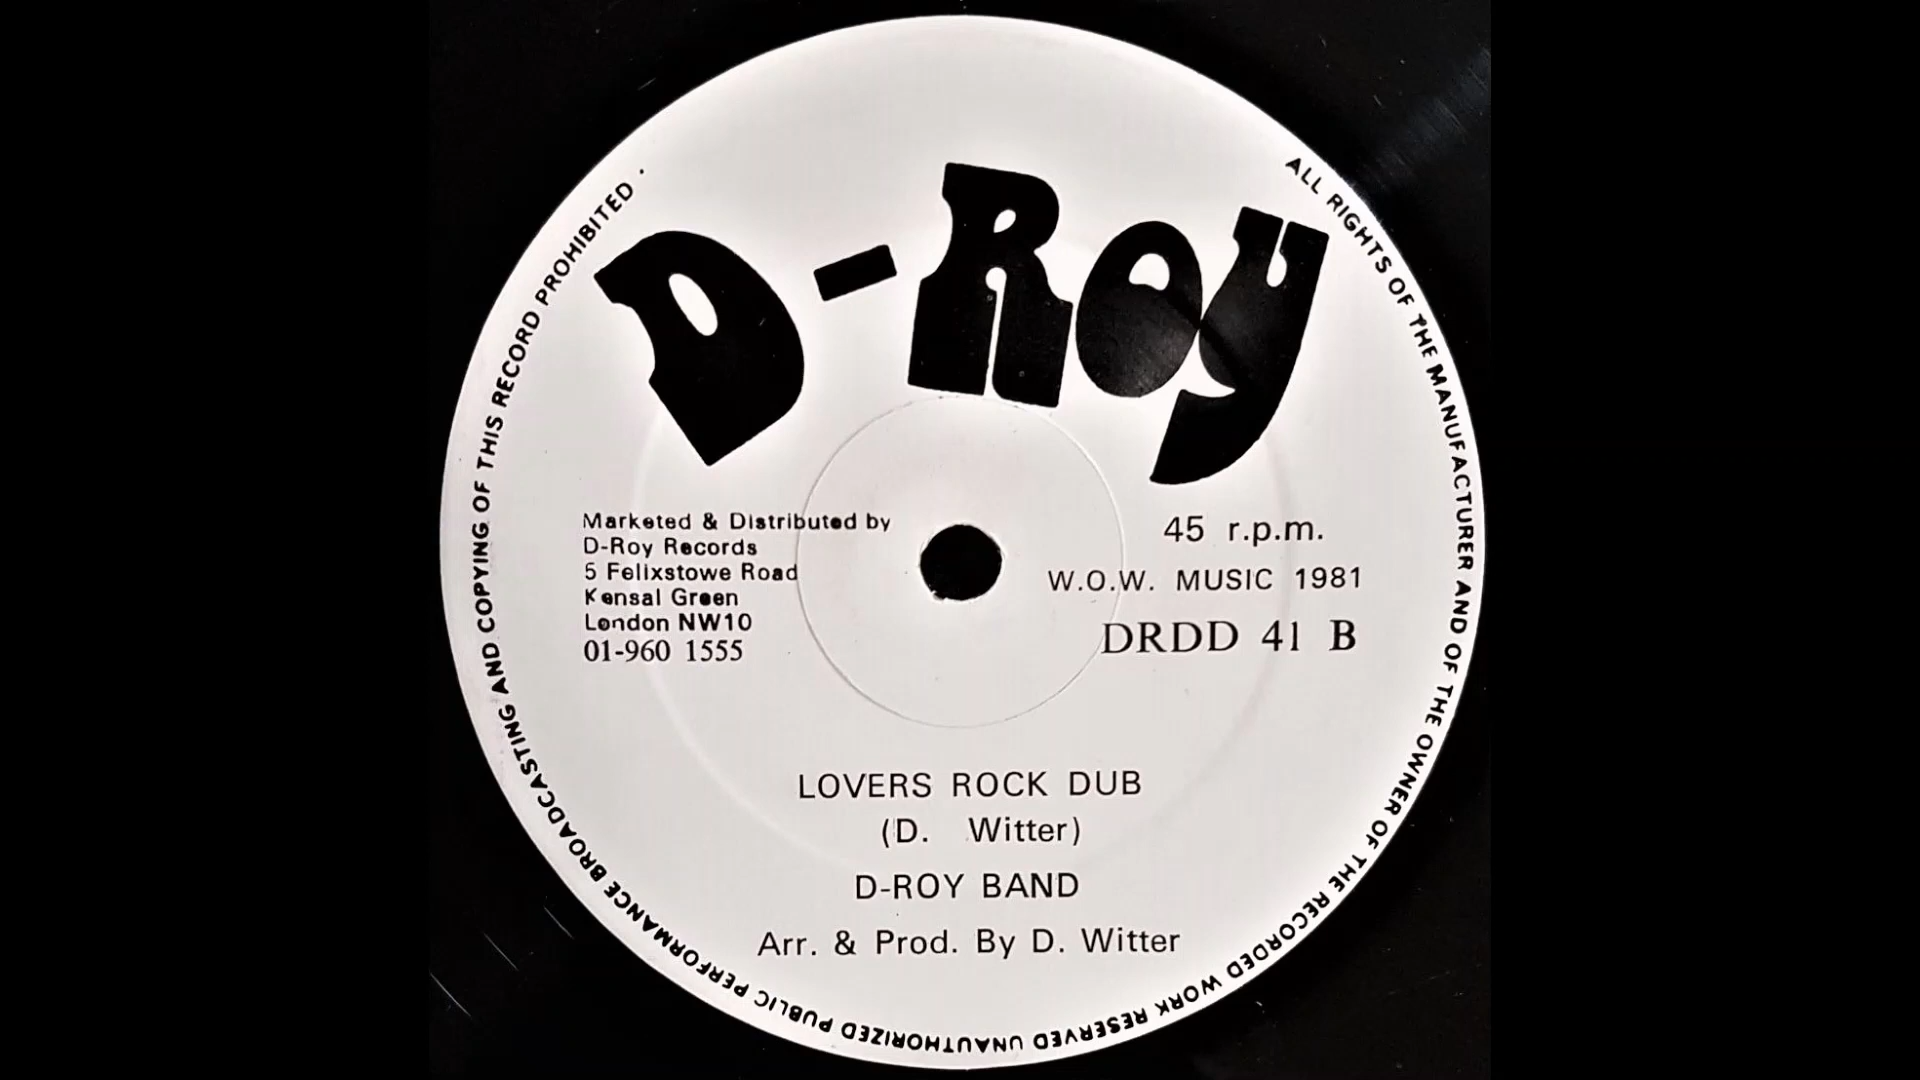 D-Roy
ALL RIGHTS OF THE MANUFACTURER AND OF THE OWNER OF THE RECORDED WORK RESERVED UNAUTHORIZED PUBLIC PERFORMANCE BROADCASTING AND COPYING OF THIS RECORD PROHIBITED ·
Marketed & Distributed by
D-Roy Records
5 Felixstowe Road
Kensal Green
London NW10
01-960 1555
45 r.p.m.
W.O.W. MUSIC 1981
DRDD 41 B
LOVERS ROCK DUB
(D. Witter)
D-ROY BAND
Arr. & Prod. By D. Witter